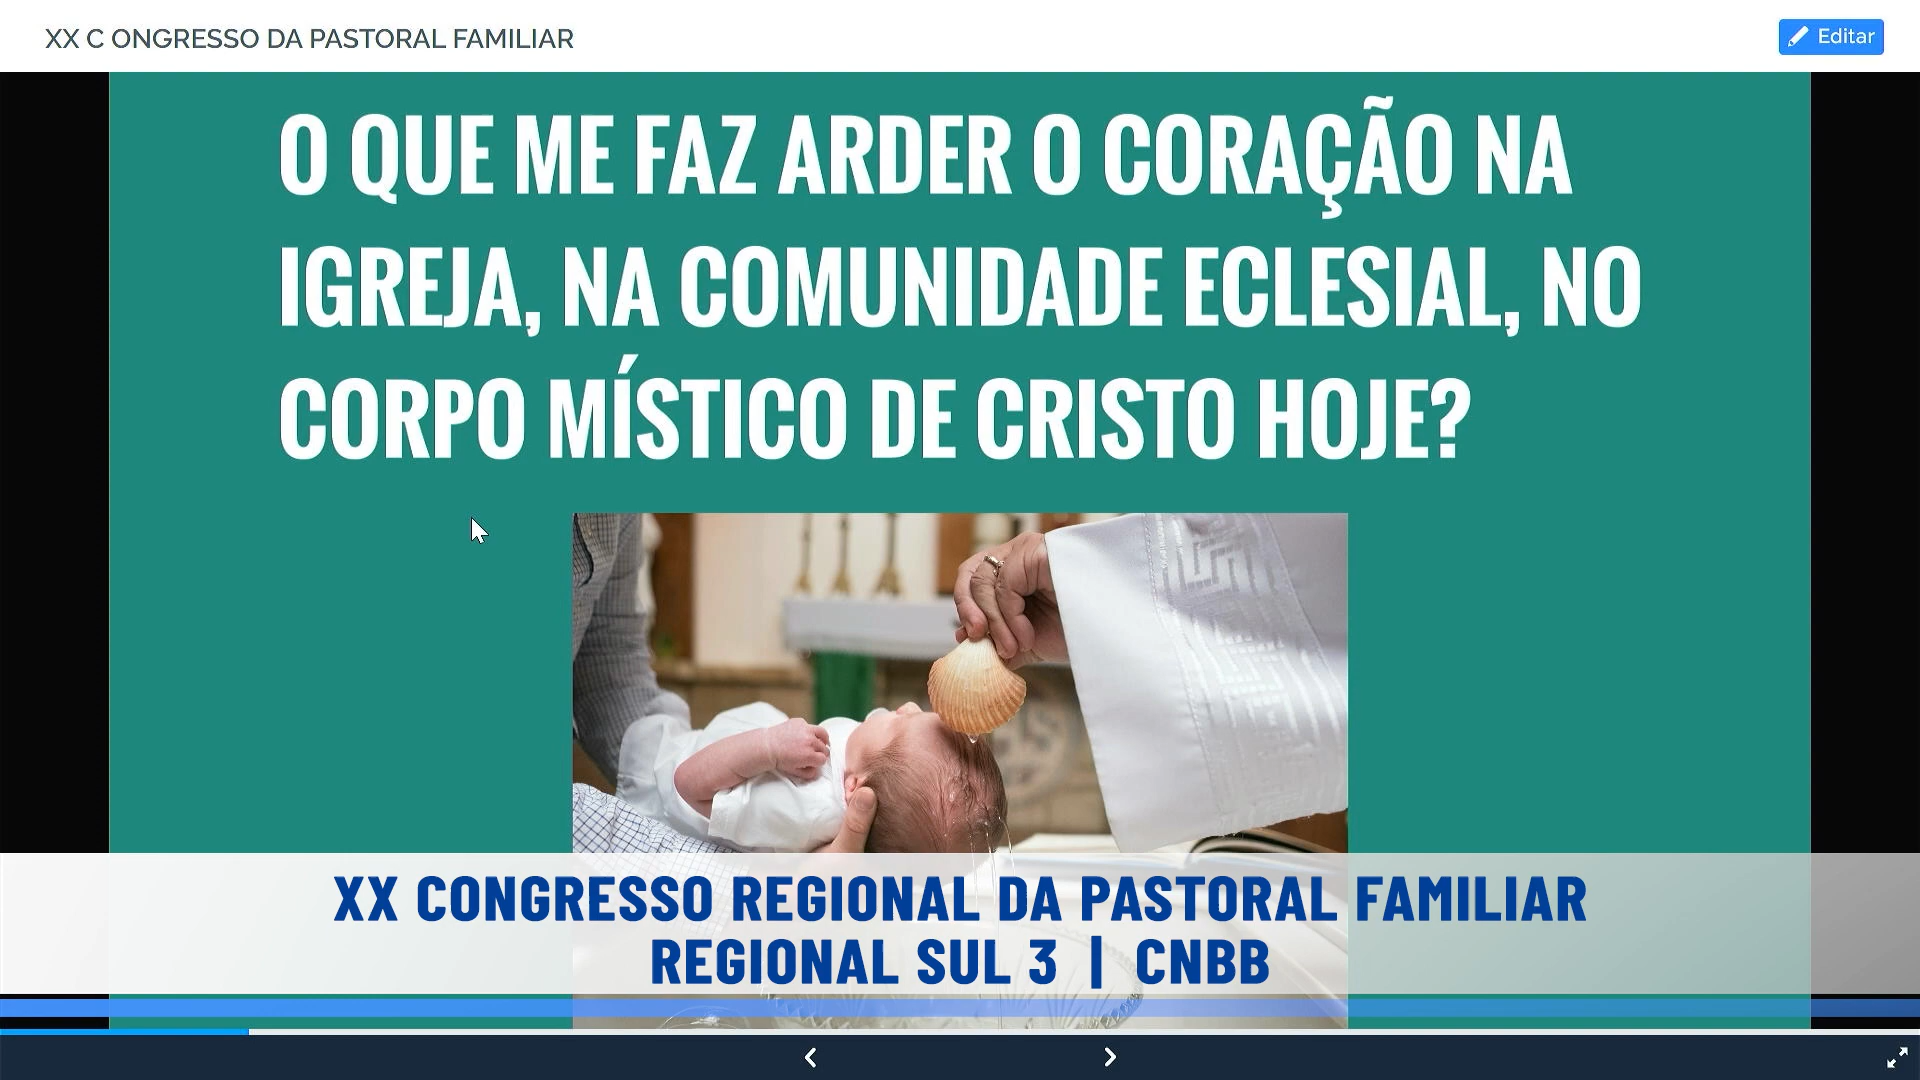 XX C ONGRESSO DA PASTORAL FAMILIAR
Editar
O QUE ME FAZ ARDER O CORAÇÃO NA
IGREJA, NA COMUNIDADE ECLESIAL, NO
CORPO MÍSTICO DE CRISTO HOJE?
XX CONGRESSO REGIONAL DA PASTORAL FAMILIAR
REGIONAL SUL 3 | CNBB